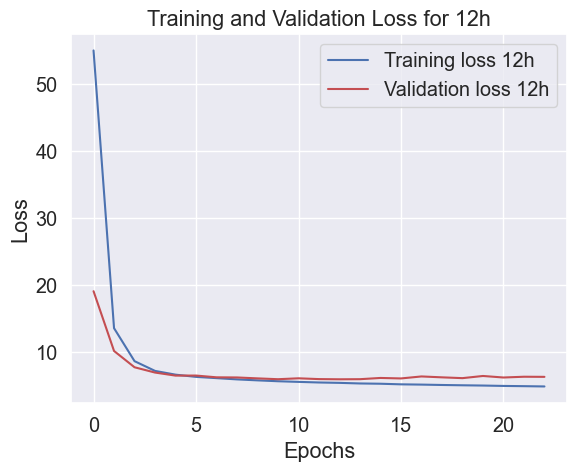 Training and Validation Loss for 12h
Training loss 12h
Validation loss 12h
Loss
50
40
30
20
10
0 5 10 15 20
Epochs